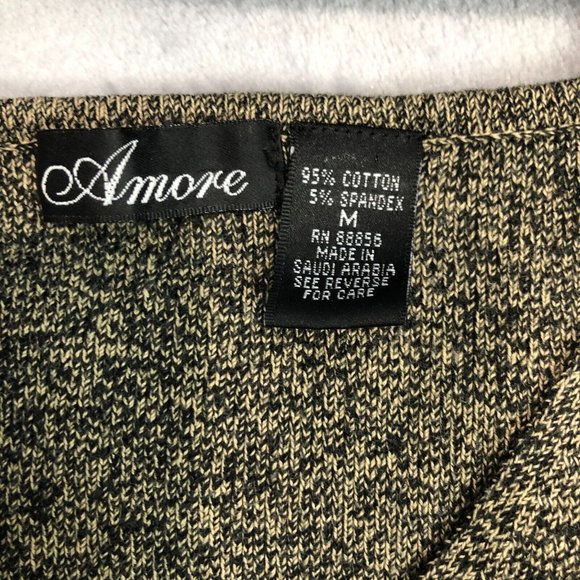 Amore
95% COTTON
5% SPANDEX
M
RN 88856
MADE IN
SAUDI ARABIA
SEE REVERSE
FOR CARE